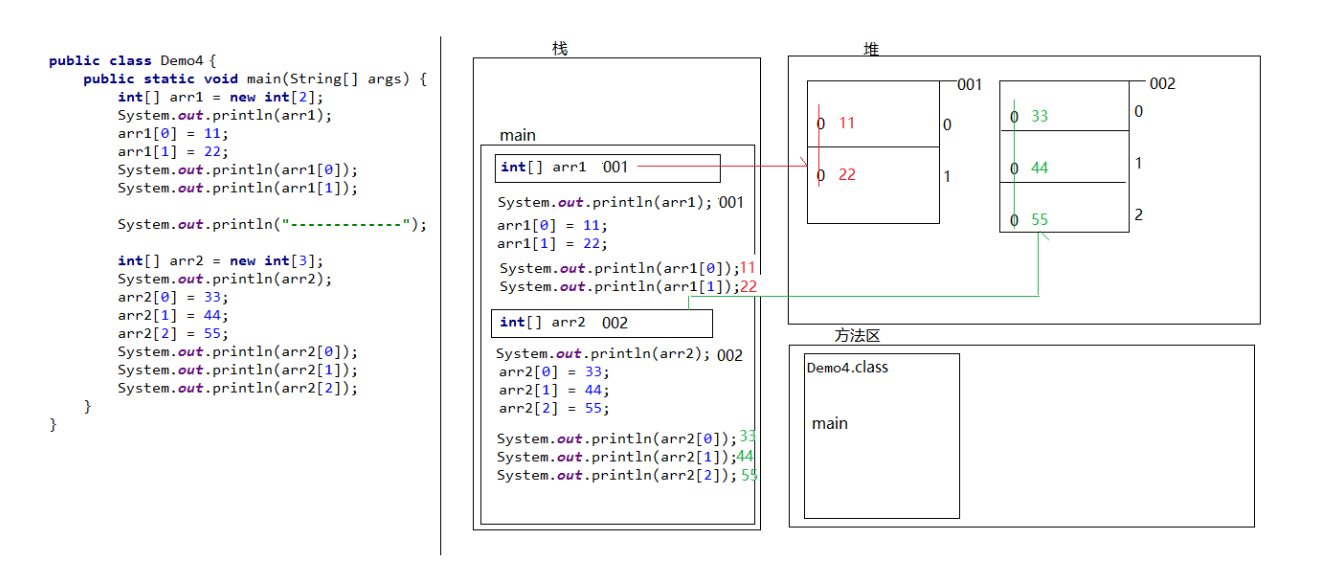 public class Demo4 {
public static void main(String[] args) {
int[] arr1 = new int[2];
System.out.println(arr1);
arr1[0] = 11;
arr1[1] = 22;
System.out.println(arr1[0]);
System.out.println(arr1[1]);
System.out.println("-------------");
int[] arr2 = new int[3];
System.out.println(arr2);
arr2[0] = 33;
arr2[1] = 44;
arr2[2] = 55;
System.out.println(arr2[0]);
System.out.println(arr2[1]);
System.out.println(arr2[2]);
}
}
栈
main
int[] arr1 001
System.out.println(arr1); 001
arr1[0] = 11;
arr1[1] = 22;
System.out.println(arr1[0]);11
System.out.println(arr1[1]);22
int[] arr2 002
System.out.println(arr2); 002
arr2[0] = 33;
arr2[1] = 44;
arr2[2] = 55;
System.out.println(arr2[0]);33
System.out.println(arr2[1]);44
System.out.println(arr2[2]);55
堆
001
0 11 0
0 22 1
002
0 33 0
0 44 1
0 55 2
方法区
Demo4.class
main